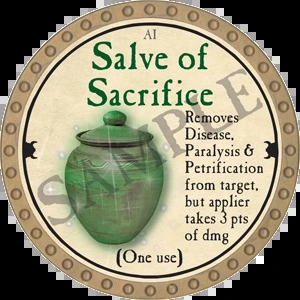 AI
Salve of
Sacrifice
Removes
Disease,
Paralysis &
Petrification
from target,
but applier
takes 3 pts
of dmg
(One use)
SAMPLE